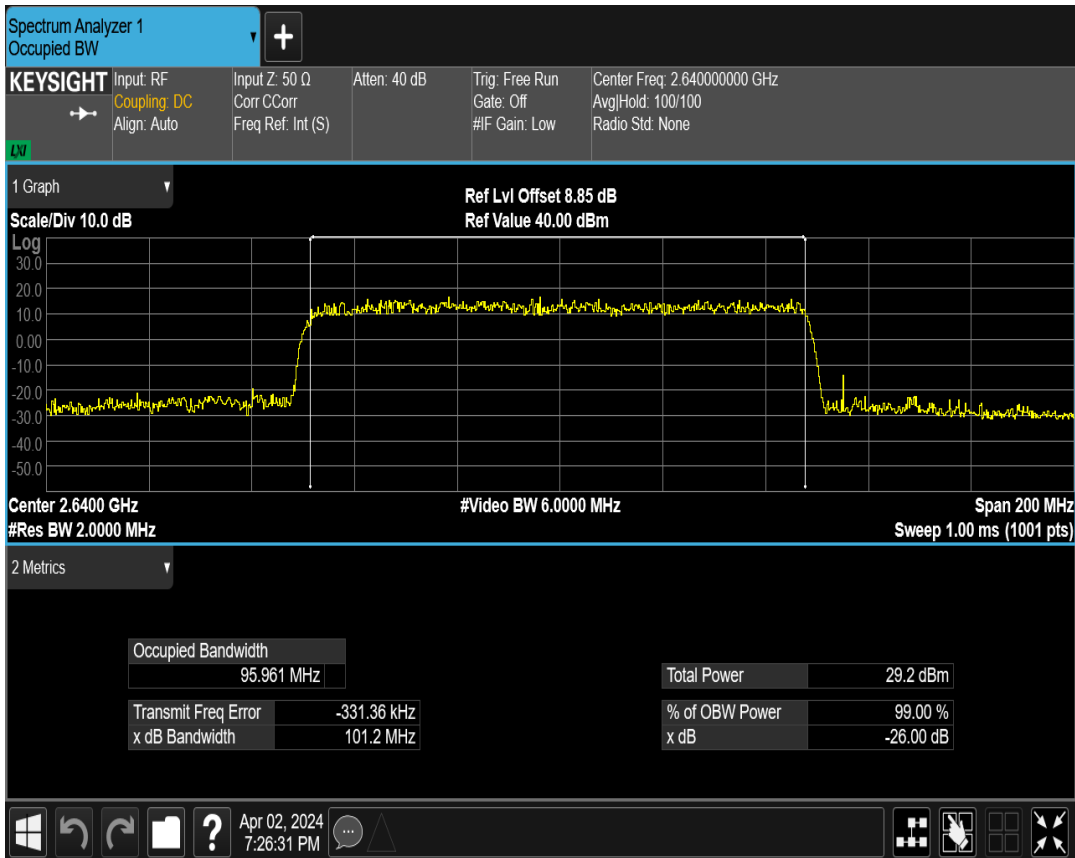 Spectrum Analyzer 1
Occupied BW
+
KEYSIGHT
LXI
Input: RF
Coupling: DC
Align: Auto
Input Z: 50 Ω
Corr CCorr
Freq Ref: Int (S)
Atten: 40 dB
Trig: Free Run
Gate: Off
#IF Gain: Low
Center Freq: 2.640000000 GHz
Avg|Hold: 100/100
Radio Std: None
1 Graph
Scale/Div 10.0 dB
Ref Lvl Offset 8.85 dB
Ref Value 40.00 dBm
Log
30.0
20.0
10.0
0.00
-10.0
-20.0
-30.0
-40.0
-50.0
Center 2.6400 GHz
#Res BW 2.0000 MHz
#Video BW 6.0000 MHz
Span 200 MHz
Sweep 1.00 ms (1001 pts)
2 Metrics
Occupied Bandwidth
95.961 MHz
Transmit Freq Error -331.36 kHz
x dB Bandwidth 101.2 MHz
Total Power 29.2 dBm
% of OBW Power 99.00 %
x dB -26.00 dB
?
Apr 02, 2024
7:26:31 PM